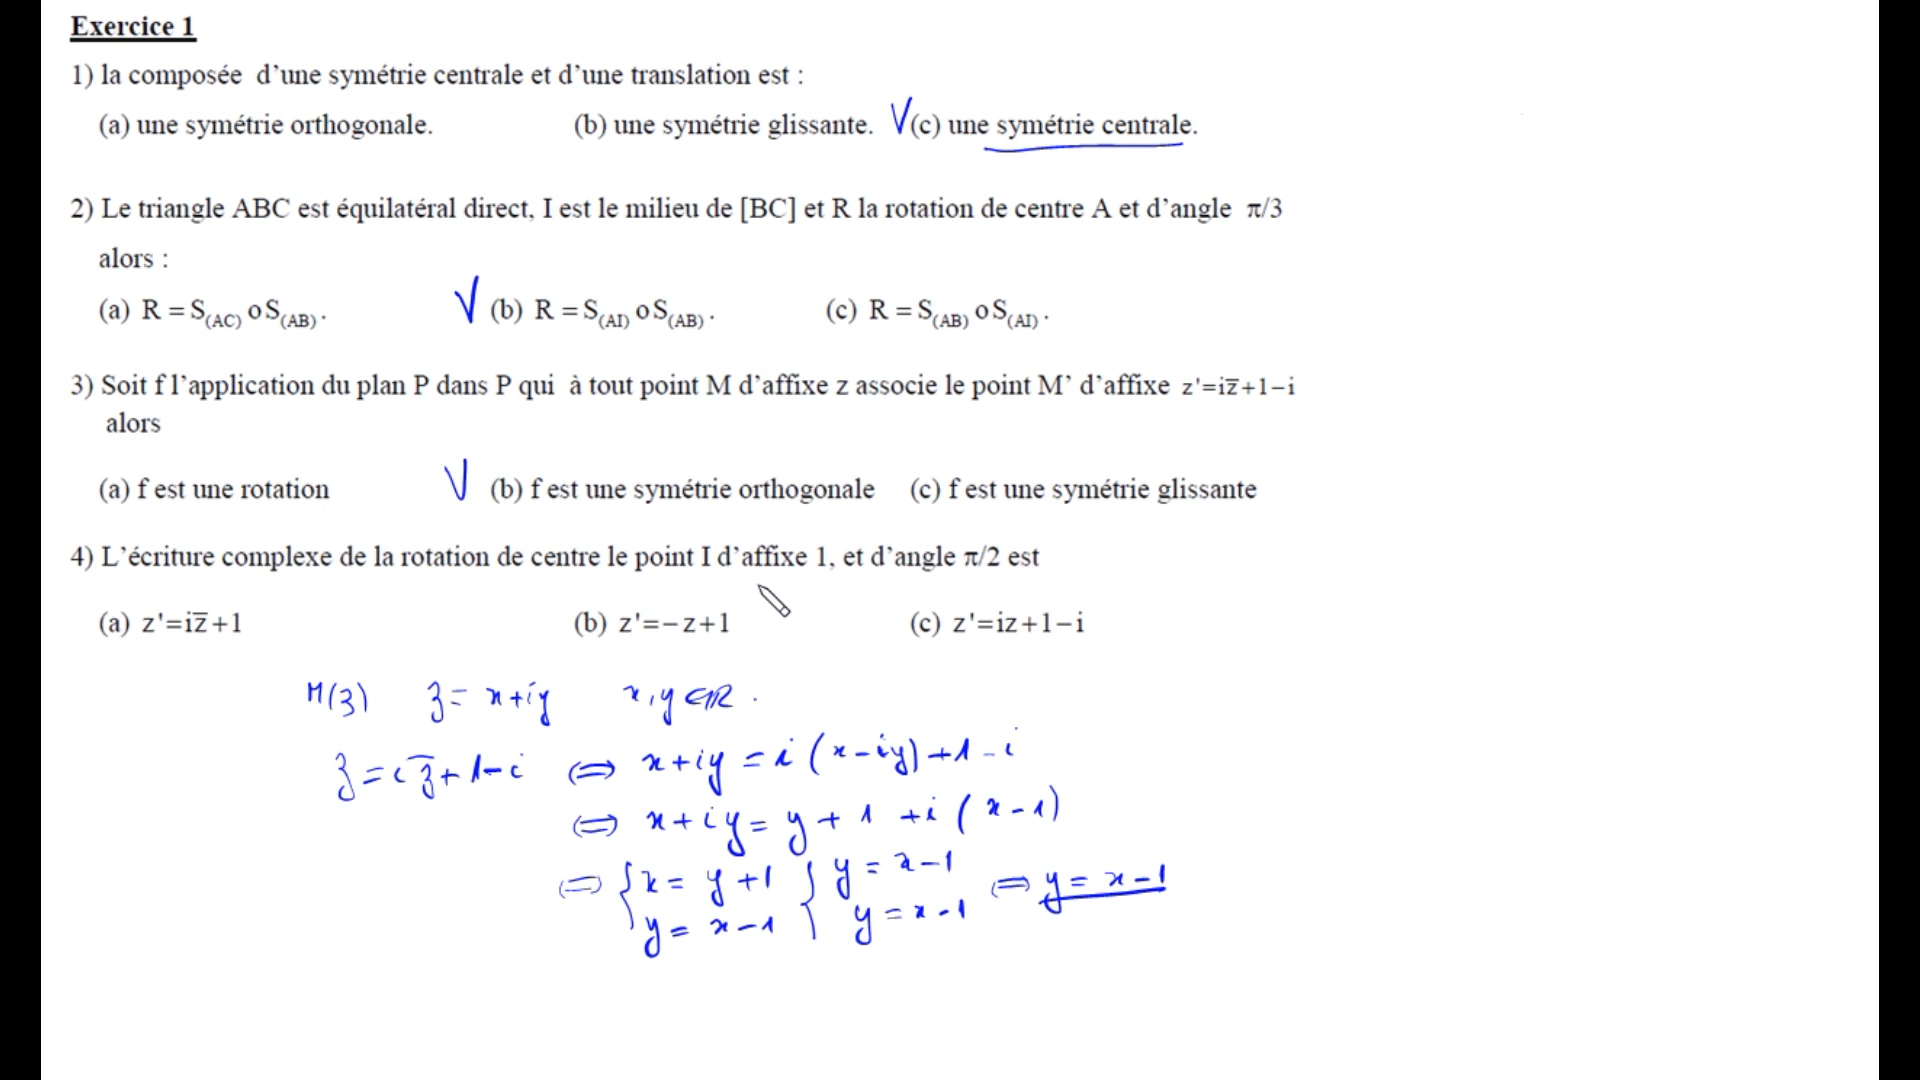 Exercice 1
1) la composée d’une symétrie centrale et d’une translation est :
(a) une symétrie orthogonale. (b) une symétrie glissante. V (c) une symétrie centrale.
2) Le triangle ABC est équilatéral direct, I est le milieu de [BC] et R la rotation de centre A et d’angle π/3
alors :
(a) R = S(AC) o S(AB) . V (b) R = S(AI) o S(AB) . (c) R = S(AB) o S(AI) .
3) Soit f l’application du plan P dans P qui à tout point M d’affixe z associe le point M’ d’affixe z'=iz̅+1−i
alors
(a) f est une rotation V (b) f est une symétrie orthogonale (c) f est une symétrie glissante
4) L’écriture complexe de la rotation de centre le point I d’affixe 1, et d’angle π/2 est
(a) z'=iz̅+1 (b) z'=−z+1 (c) z'=iz+1−i
M(z) z = x+iy x,y ∈ IR .
z = i z̅ + 1 − i ⇔ x+iy = i (x−iy) + 1 − i
⇔ x+iy = y + 1 + i (x − 1)
⇔ { x = y + 1 { y = x − 1 ⇔ y = x − 1
y = x − 1 y = x − 1